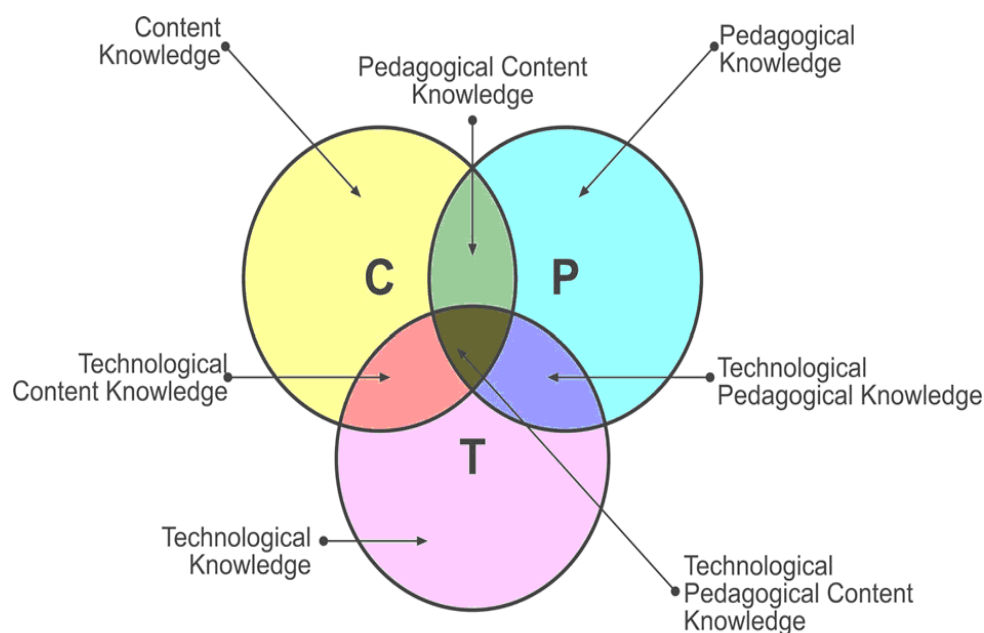 Content
Knowledge
Pedagogical Content
Knowledge
Pedagogical
Knowledge
C
P
Technological
Content Knowledge
Technological
Pedagogical Knowledge
T
Technological
Knowledge
Technological
Pedagogical Content
Knowledge